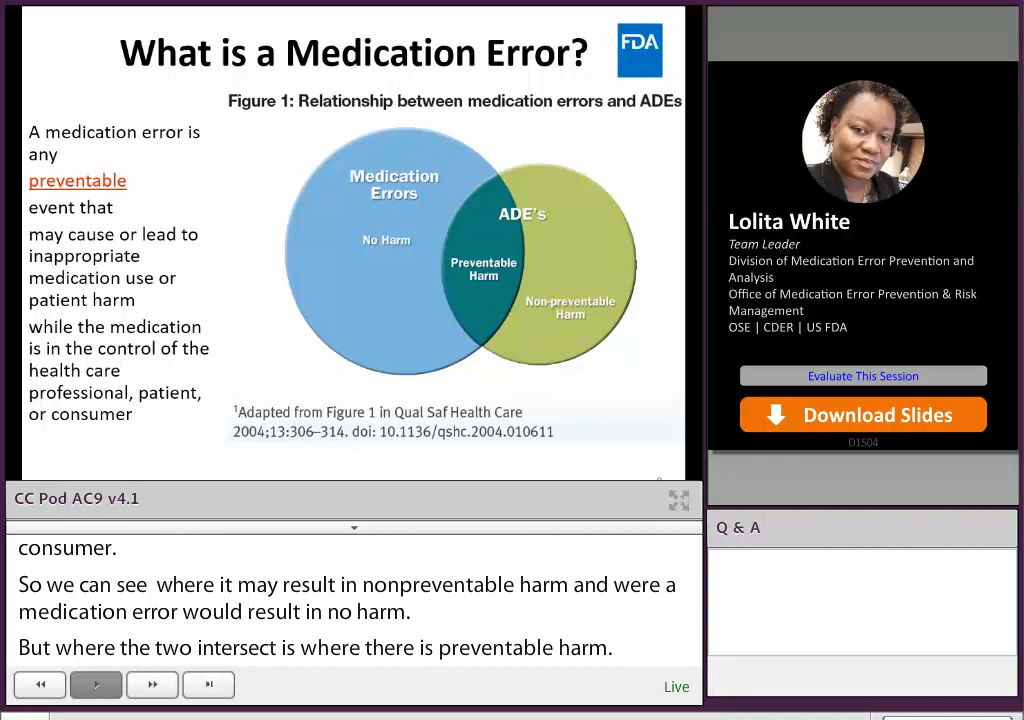 What is a Medication Error?
FDA
Figure 1: Relationship between medication errors and ADEs
A medication error is
any
preventable
event that
may cause or lead to
inappropriate
medication use or
patient harm
while the medication
is in the control of the
health care
professional, patient,
or consumer
Medication
Errors
No Harm
ADE's
Preventable
Harm
Non-preventable
Harm
1Adapted from Figure 1 in Qual Saf Health Care
2004;13:306–314. doi: 10.1136/qshc.2004.010611
Lolita White
Team Leader
Division of Medication Error Prevention and
Analysis
Office of Medication Error Prevention & Risk
Management
OSE | CDER | US FDA
Evaluate This Session
Download Slides
D1S04
CC Pod AC9 v4.1
consumer.
So we can see where it may result in nonpreventable harm and were a
medication error would result in no harm.
But where the two intersect is where there is preventable harm.
Live
Q & A